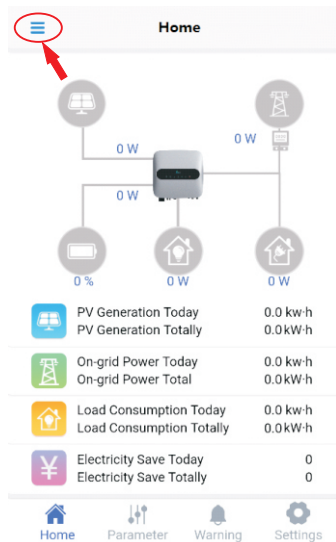 Home
0 W
0 W
0 W
0 %
0 W
0 W
PV Generation Today 0.0 kw·h
PV Generation Totally 0.0kW·h
On-grid Power Today 0.0 kw·h
On-grid Power Total 0.0kW·h
Load Consumption Today 0.0 kw·h
Load Consumption Totally 0.0kW·h
¥
Electricity Save Today 0
Electricity Save Totally 0
Home Parameter Warning Settings